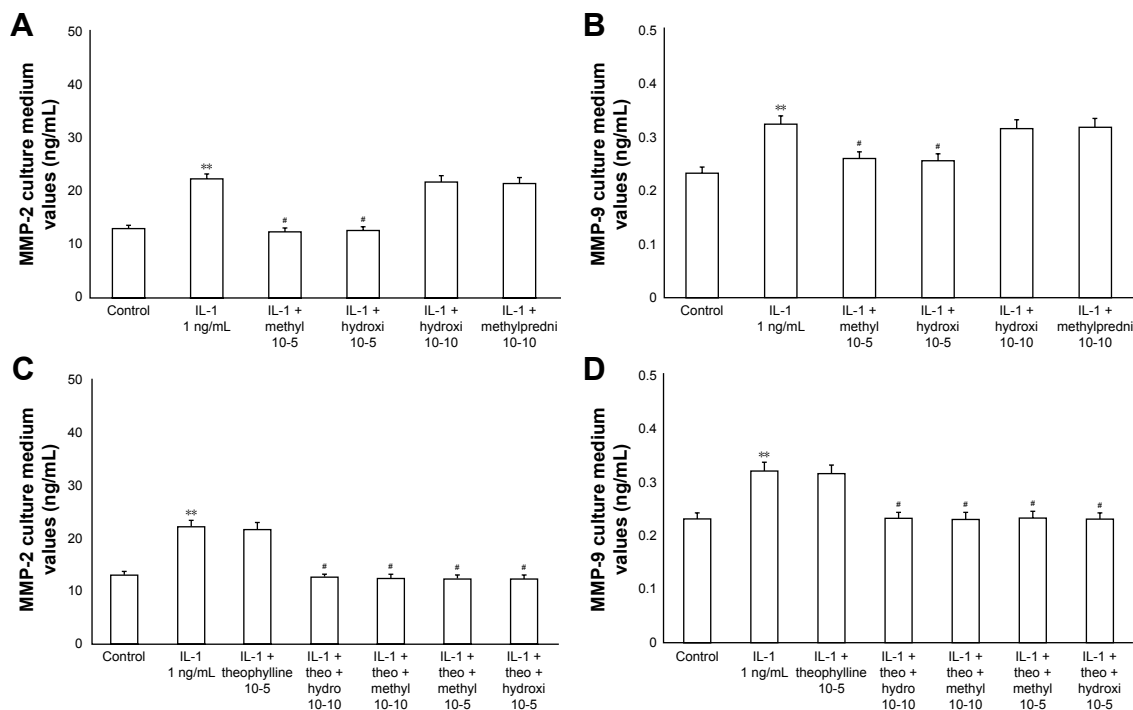 A
MMP-2 culture medium
values (ng/mL)
50
40
30
20
10
0
**
#
#
Control
IL-1
1 ng/mL
IL-1 +
methyl
10-5
IL-1 +
hydroxi
10-5
IL-1 +
hydroxi
10-10
IL-1 +
methylpredni
10-10
B
MMP-9 culture medium
values (ng/mL)
0.5
0.4
0.3
0.2
0.1
0
**
#
#
Control
IL-1
1 ng/mL
IL-1 +
methyl
10-5
IL-1 +
hydroxi
10-5
IL-1 +
hydroxi
10-10
IL-1 +
methylpredni
10-10
C
MMP-2 culture medium
values (ng/mL)
50
40
30
20
10
0
**
#
#
#
#
Control
IL-1
1 ng/mL
IL-1 +
theophylline
10-5
IL-1 +
theo +
hydro
10-10
IL-1 +
theo +
methyl
10-10
IL-1 +
theo +
methyl
10-5
IL-1 +
theo +
hydroxi
10-5
D
MMP-9 culture medium
values (ng/mL)
0.5
0.4
0.3
0.2
0.1
0
**
#
#
#
#
Control
IL-1
1 ng/mL
IL-1 +
theophylline
10-5
IL-1 +
theo +
hydro
10-10
IL-1 +
theo +
methyl
10-10
IL-1 +
theo +
methyl
10-5
IL-1 +
theo +
hydroxi
10-5